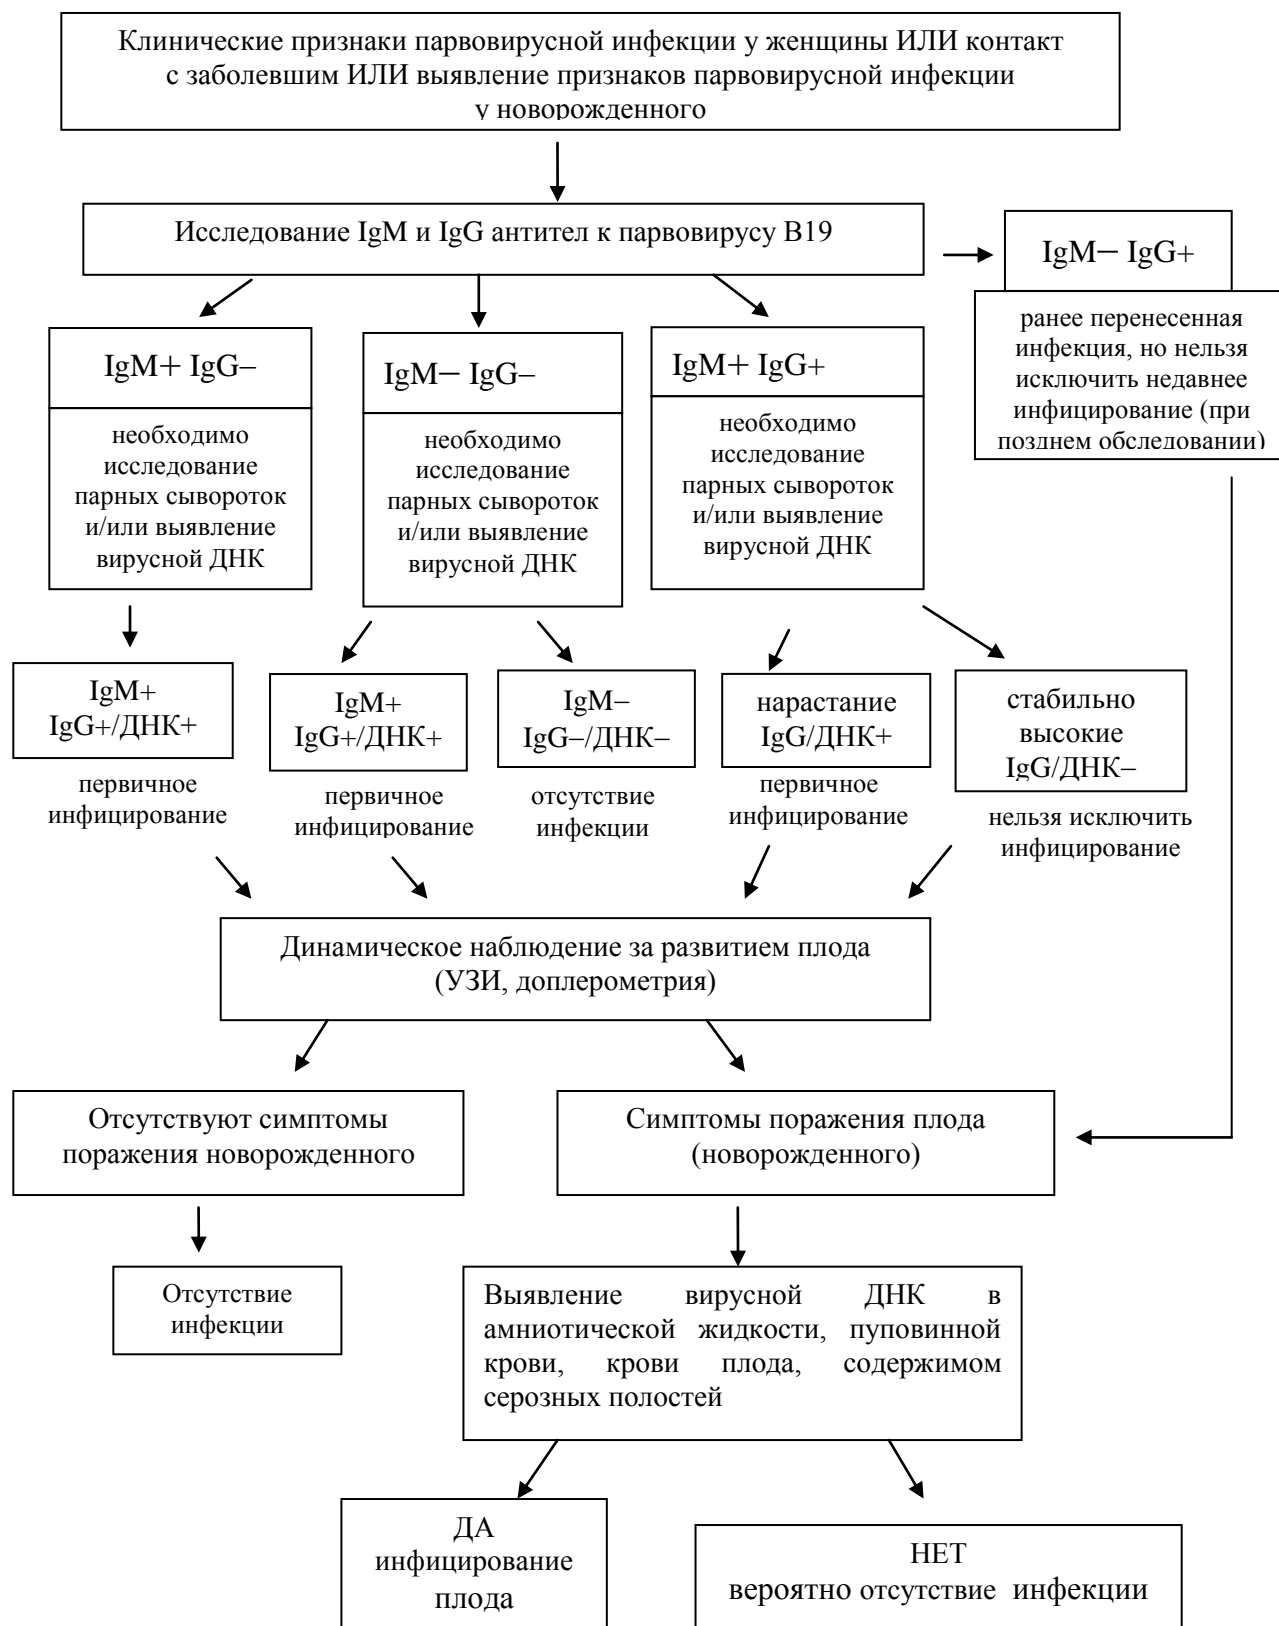 Клинические признаки парвовирусной инфекции у женщины ИЛИ контакт
с заболевшим ИЛИ выявление признаков парвовирусной инфекции
у новорожденного
Исследование IgM и IgG антител к парвовирусу В19
IgM− IgG+
ранее перенесенная
инфекция, но нельзя
исключить недавнее
инфицирование (при
позднем обследовании)
IgM+ IgG–
необходимо
исследование
парных сывороток
и/или выявление
вирусной ДНК
IgM− IgG–
необходимо
исследование
парных сывороток
и/или выявление
вирусной ДНК
IgM+ IgG+
необходимо
исследование
парных сывороток
и/или выявление
вирусной ДНК
IgM+
IgG+/ДНК+
первичное
инфицирование
IgM+
IgG+/ДНК+
первичное
инфицирование
IgM–
IgG–/ДНК–
отсутствие
инфекции
нарастание
IgG/ДНК+
первичное
инфицирование
стабильно
высокие
IgG/ДНК–
нельзя исключить
инфицирование
Динамическое наблюдение за развитием плода
(УЗИ, доплерометрия)
Отсутствуют симптомы
поражения новорожденного
Симптомы поражения плода
(новорожденного)
Отсутствие
инфекции
Выявление вирусной ДНК в
амниотической жидкости, пуповинной
крови, крови плода, содержимом
серозных полостей
ДА
инфицирование
плода
НЕТ
вероятно отсутствие инфекции